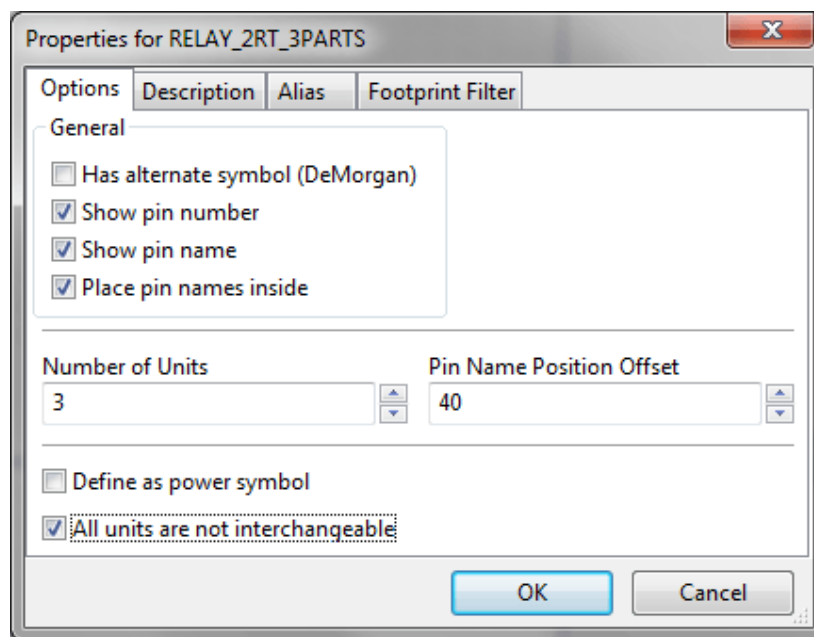 Properties for RELAY_2RT_3PARTS
Options Description Alias Footprint Filter
General
Has alternate symbol (DeMorgan)
Show pin number
Show pin name
Place pin names inside
Number of Units Pin Name Position Offset
3 40
Define as power symbol
All units are not interchangeable
OK Cancel